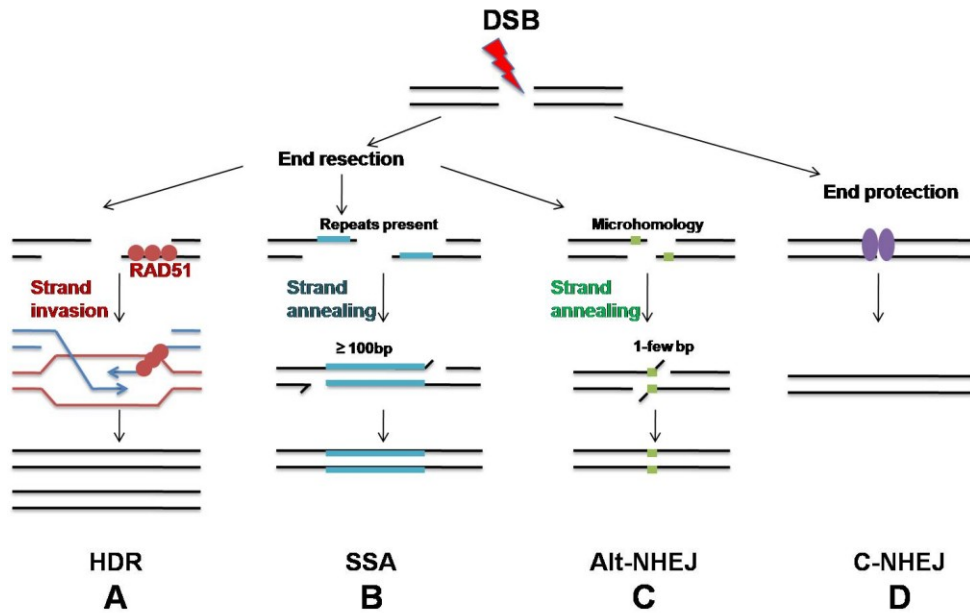 DSB
End resection
End protection
Repeats present
Microhomology
RAD51
Strand
invasion
Strand
annealing
Strand
annealing
≥ 100bp
1-few bp
HDR
SSA
Alt-NHEJ
C-NHEJ
A
B
C
D